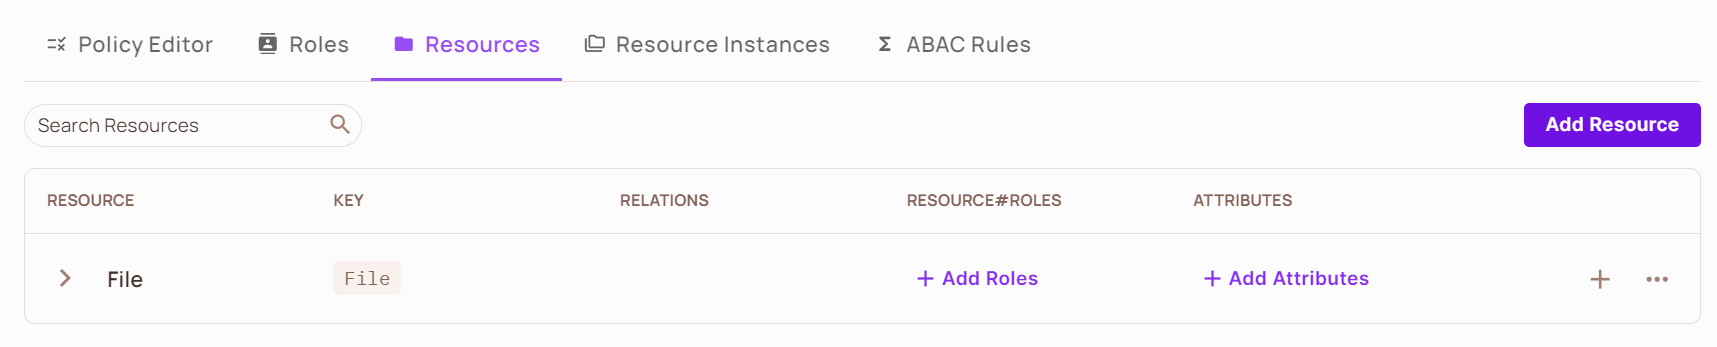 Policy Editor Roles Resources Resource Instances ABAC Rules
Search Resources Add Resource
RESOURCE KEY RELATIONS RESOURCE#ROLES ATTRIBUTES
File File + Add Roles + Add Attributes